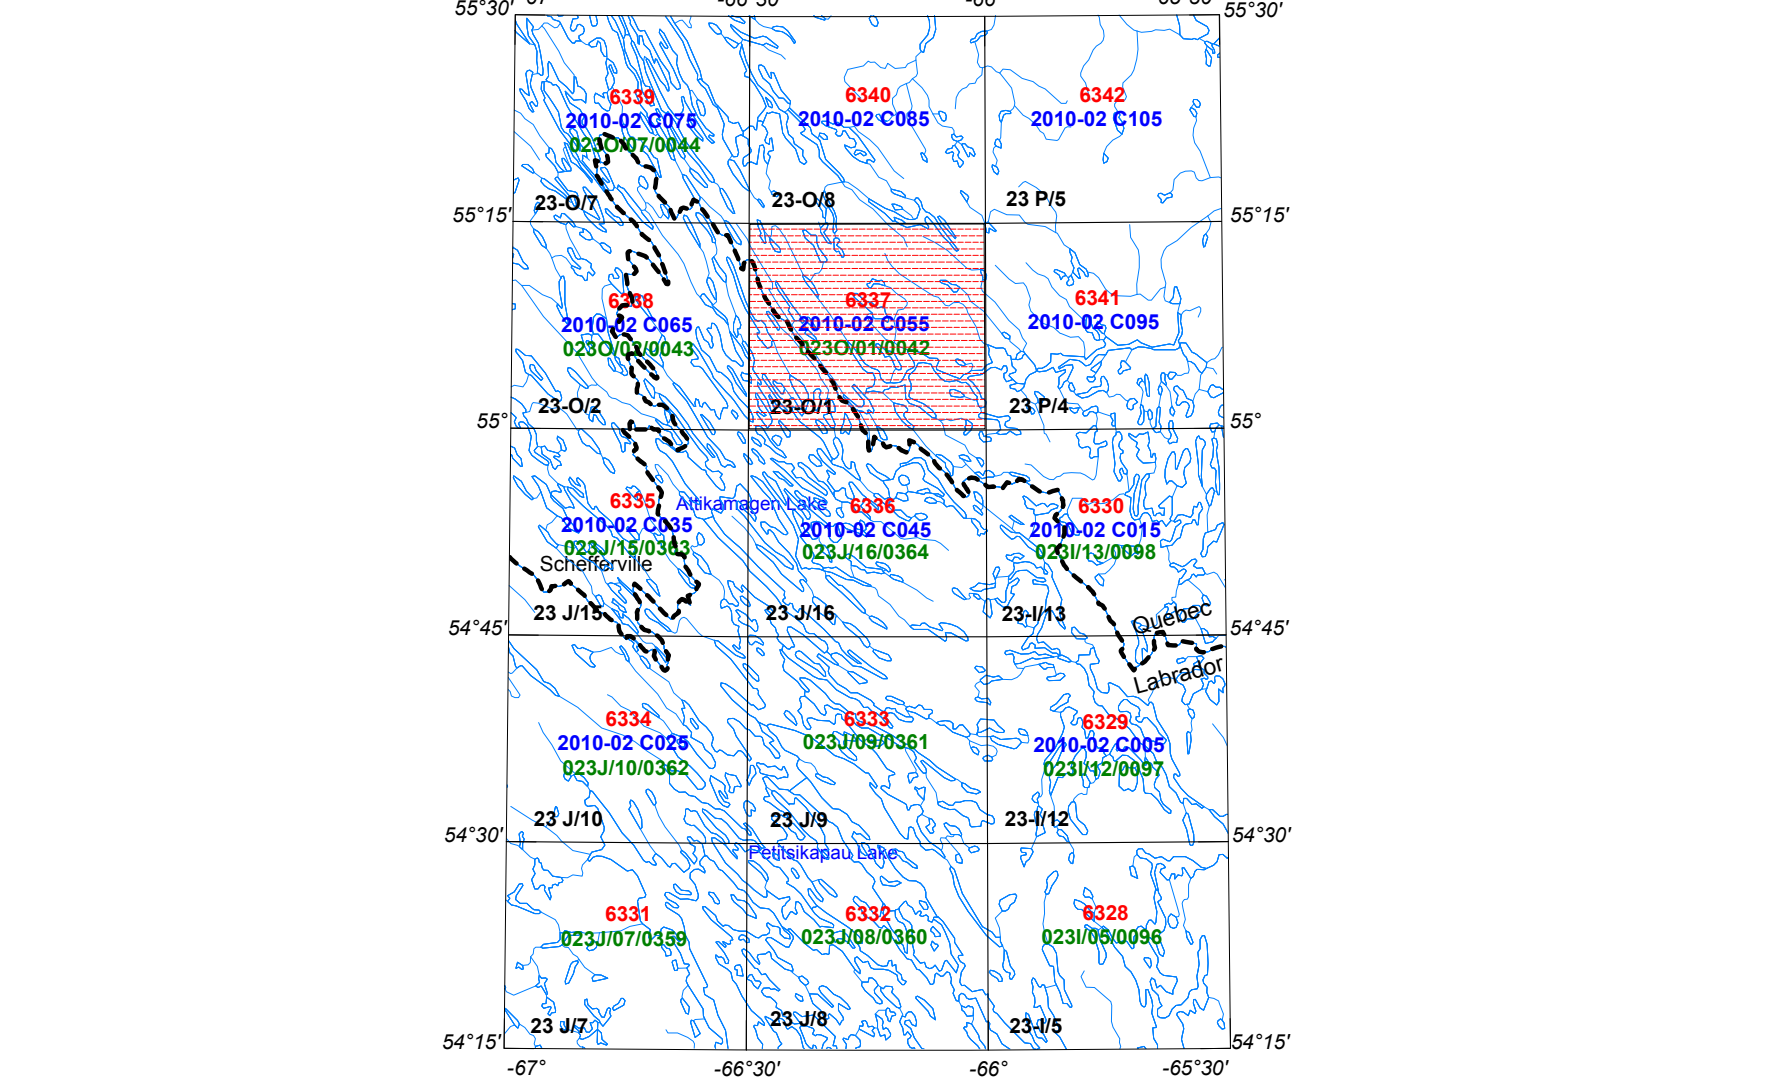 55°30' 55°30'
6339 6340 6342
2010-02 C075 2010-02 C085 2010-02 C105
023O/07/0044
23-O/7 23-O/8 23 P/5
55°15' 55°15'
6338 6337 6341
2010-02 C065 2010-02 C055 2010-02 C095
023O/02/0043 023O/01/0042
23-O/2 23-O/1 23 P/4
55° 55°
6335 Attikamagen Lake 6336 6330
2010-02 C035 2010-02 C045 2010-02 C015
023J/15/0363 023J/16/0364 023I/13/0098
Schefferville
23 J/15 23 J/16 23-I/13
Quebec
54°45' 54°45'
Labrador
6334 6333 6329
2010-02 C025 023J/09/0361 2010-02 C005
023J/10/0362 023I/12/0097
23 J/10 23 J/9 23-I/12
54°30' 54°30'
Petitsikapau Lake
6331 6332 6328
023J/07/0359 023J/08/0360 023I/05/0096
23 J/7 23 J/8 23-I/5
54°15' 54°15'
-67° -66°30' -66° -65°30'